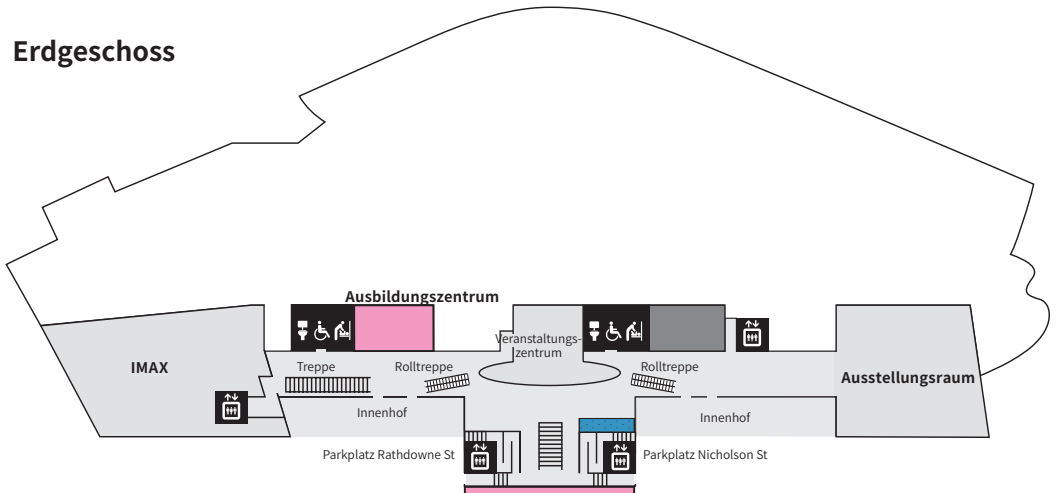 Erdgeschoss
Ausbildungszentrum
Veranstaltungs-
zentrum
IMAX
Treppe
Rolltreppe
Rolltreppe
Ausstellungsraum
Innenhof
Innenhof
Parkplatz Rathdowne St
Parkplatz Nicholson St